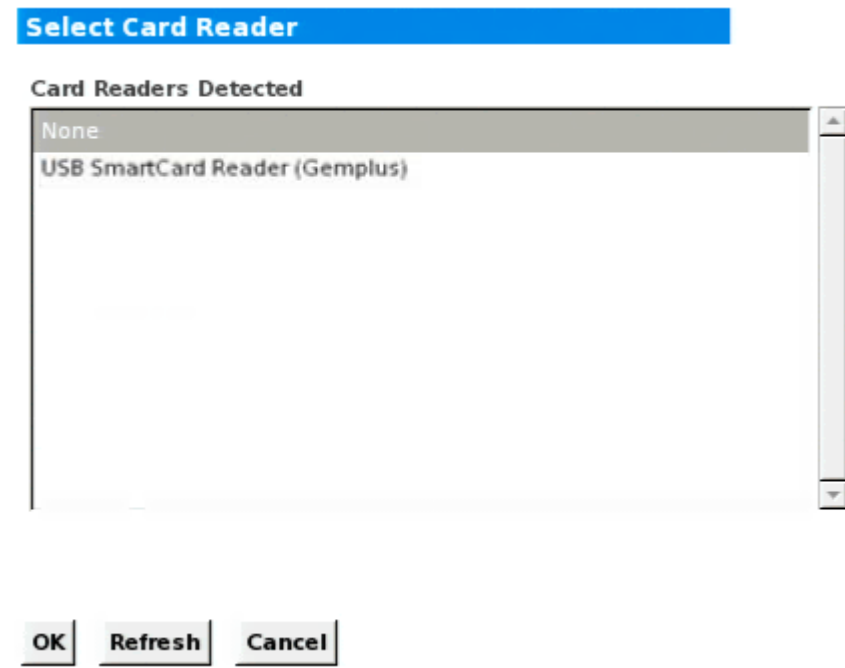 Select Card Reader
Card Readers Detected
None
USB SmartCard Reader (Gemplus)
OK Refresh Cancel